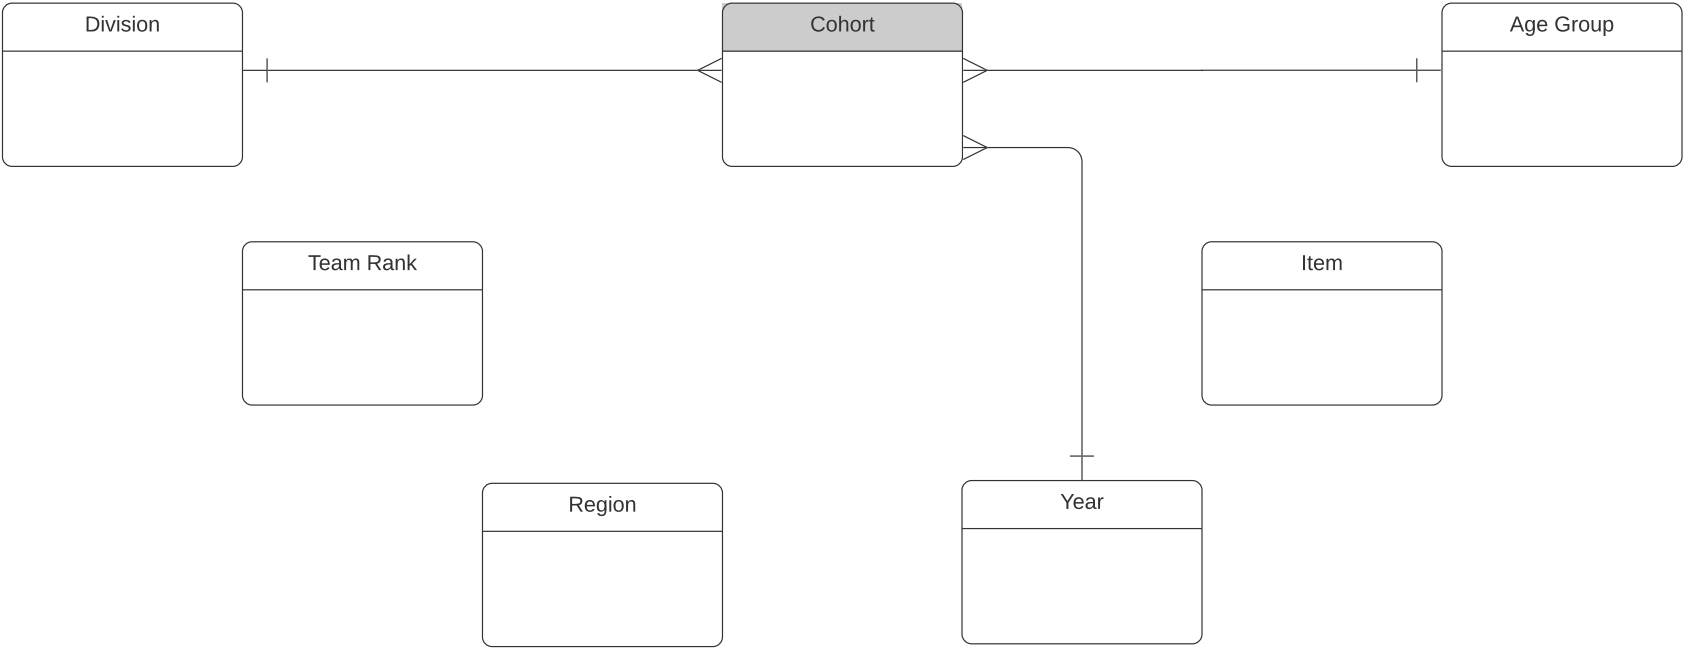 Division
Cohort
Age Group
Team Rank
Item
Region
Year